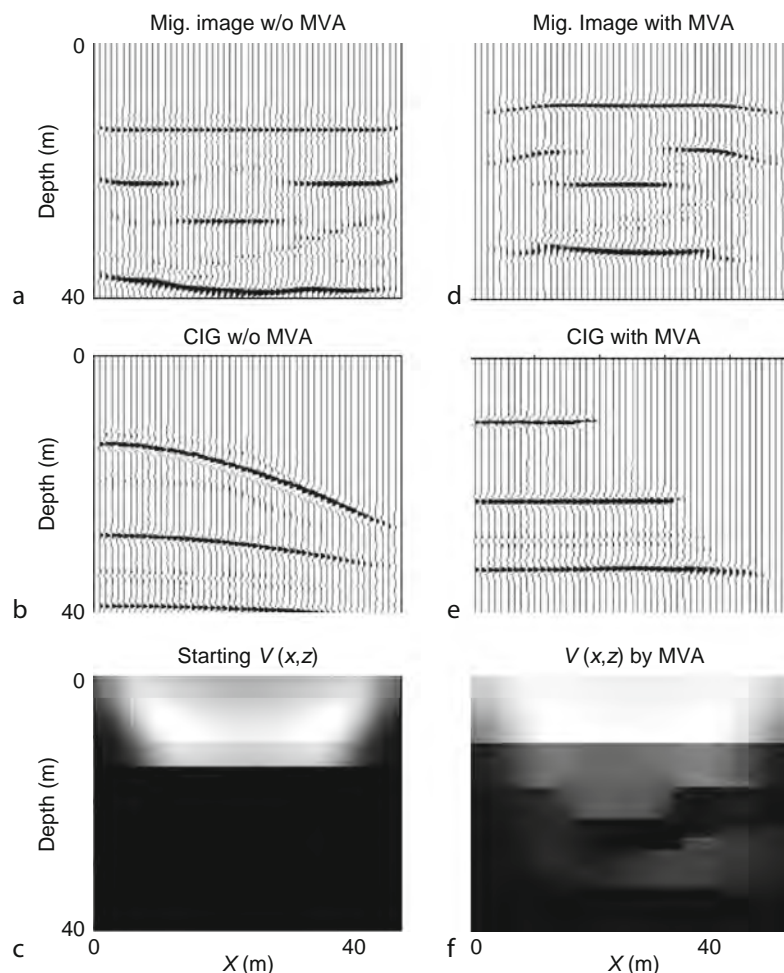 Mig. image w/o MVA
Mig. Image with MVA
0
Depth (m)
40
a
d
CIG w/o MVA
CIG with MVA
0
Depth (m)
40
b
e
Starting V (x,z)
V (x,z) by MVA
0
Depth (m)
40
c
f
0
40
0
40
X (m)
X (m)